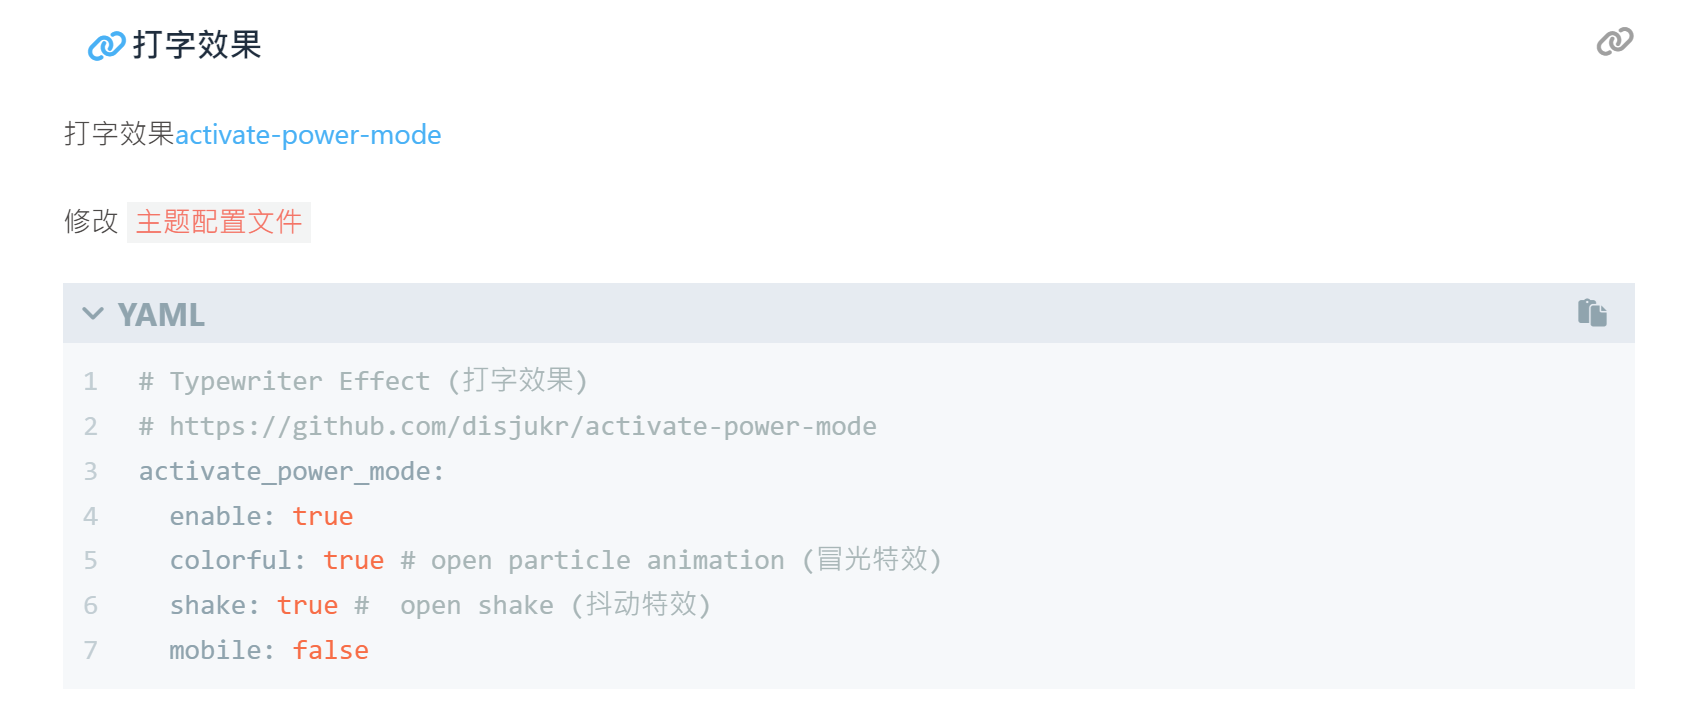 打字效果
打字效果activate-power-mode
修改 主题配置文件
YAML
1 # Typewriter Effect (打字效果)
2 # https://github.com/disjukr/activate-power-mode
3 activate_power_mode:
4   enable: true
5   colorful: true # open particle animation (冒光特效)
6   shake: true #  open shake (抖动特效)
7   mobile: false